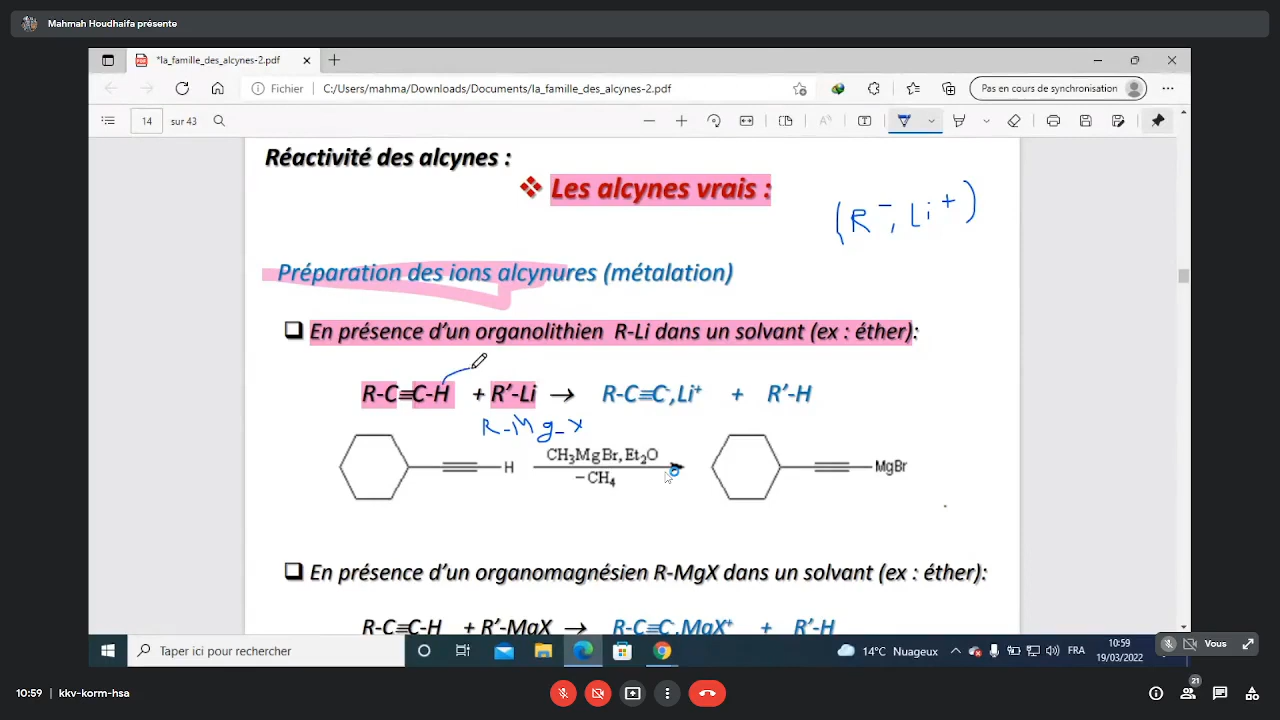 Mahmah Houdhaifa présente
*la_famille_des_alcynes-2.pdf
Fichier C:/Users/mahma/Downloads/Documents/la_famille_des_alcynes-2.pdf
Pas en cours de synchronisation
14 sur 43
Réactivité des alcynes :
❖ Les alcynes vrais :
(R⁻, Li⁺)
Préparation des ions alcynures (métalation)
❑ En présence d'un organolithien R-Li dans un solvant (ex : éther):
R-C≡C-H + R'-Li → R-C≡C⁻,Li⁺ + R'-H
R-Mg-X
H CH₃MgBr, Et₂O MgBr
−CH₄
❑ En présence d'un organomagnésien R-MgX dans un solvant (ex : éther):
R-C≡C-H + R'-MgX → R-C≡C⁻,MgX⁺ + R'-H
Taper ici pour rechercher
14°C Nuageux
FRA
10:59
19/03/2022
Vous
10:59 kkv-korm-hsa
21